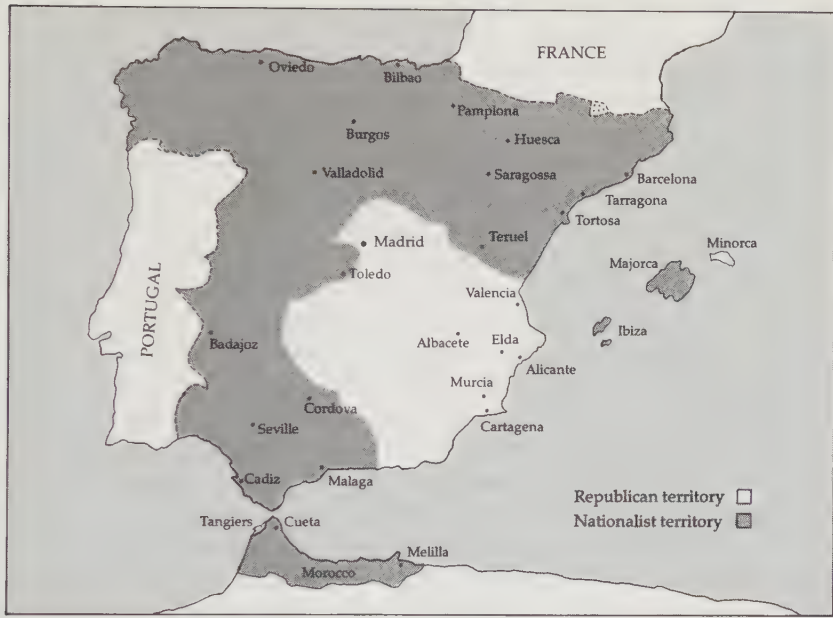 FRANCE
Oviedo
Bilbao
Pamplona
Burgos
Huesca
Valladolid
Saragossa
Barcelona
Tarragona
Tortosa
Madrid
Teruel
Minorca
Majorca
Toledo
Valencia
PORTUGAL
Badajoz
Albacete
Elda
Ibiza
Alicante
Murcia
Cordova
Cartagena
Seville
Cadiz
Malaga
Republican territory
Nationalist territory
Tangiers
Cueta
Melilla
Morocco